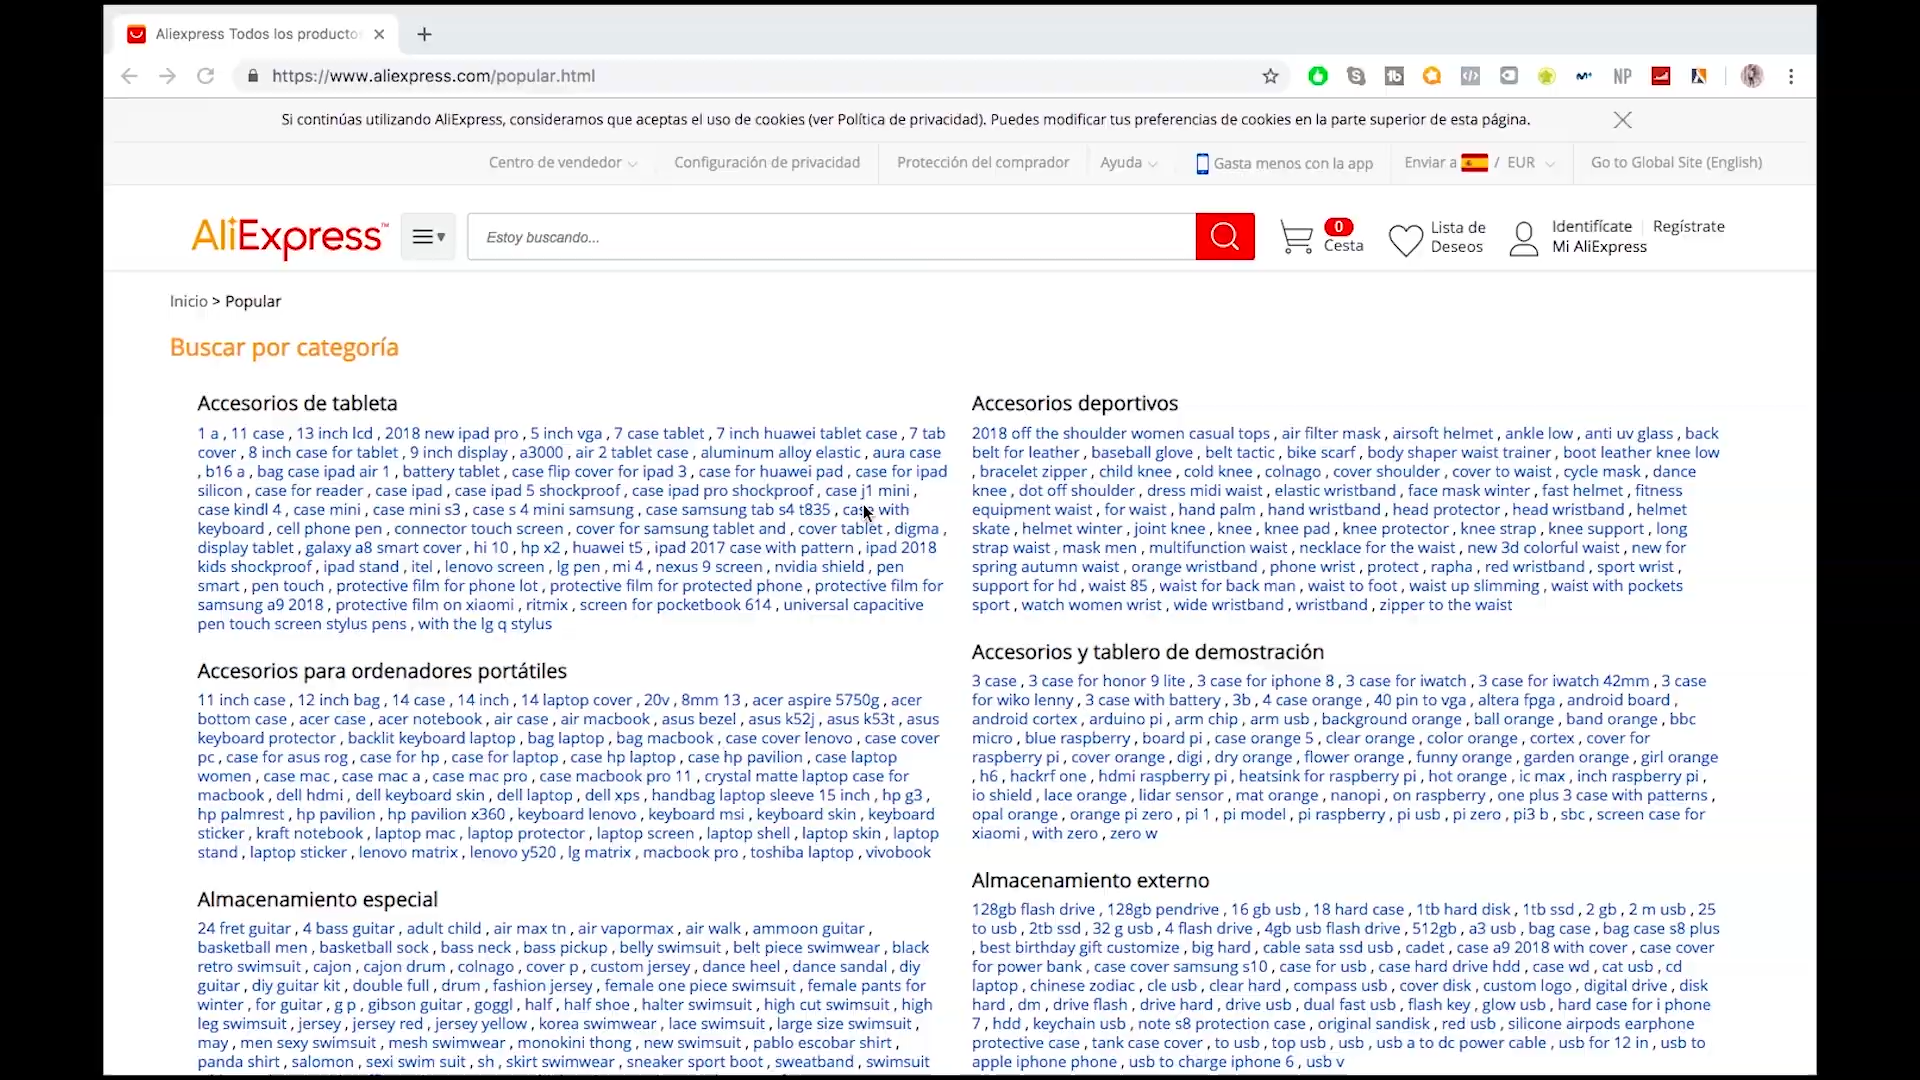 Aliexpress Todos los producto
https://www.aliexpress.com/popular.html
NP
Si continúas utilizando AliExpress, consideramos que aceptas el uso de cookies (ver Política de privacidad). Puedes modificar tus preferencias de cookies en la parte superior de esta página.
Centro de vendedor
Configuración de privacidad
Protección del comprador
Ayuda
Gasta menos con la app
Enviar a / EUR
Go to Global Site (English)
AliExpress™
Estoy buscando...
0
Cesta
Lista de
Deseos
Identifícate
Regístrate
Mi AliExpress
Inicio > Popular
Buscar por categoría
Accesorios de tableta
1 a , 11 case , 13 inch lcd , 2018 new ipad pro , 5 inch vga , 7 case tablet , 7 inch huawei tablet case , 7 tab
cover , 8 inch case for tablet , 9 inch display , a3000 , air 2 tablet case , aluminum alloy elastic , aura case
, b16 a , bag case ipad air 1 , battery tablet , case flip cover for ipad 3 , case for huawei pad , case for ipad
silicon , case for reader , case ipad , case ipad 5 shockproof , case ipad pro shockproof , case j1 mini ,
case kindl 4 , case mini , case mini s3 , case s 4 mini samsung , case samsung tab s4 t835 , case with
keyboard , cell phone pen , connector touch screen , cover for samsung tablet and , cover tablet , digma ,
display tablet , galaxy a8 smart cover , hi 10 , hp x2 , huawei t5 , ipad 2017 case with pattern , ipad 2018
kids shockproof , ipad stand , itel , lenovo screen , lg pen , mi 4 , nexus 9 screen , nvidia shield , pen
smart , pen touch , protective film for phone lot , protective film for protected phone , protective film for
samsung a9 2018 , protective film on xiaomi , ritmix , screen for pocketbook 614 , universal capacitive
pen touch screen stylus pens , with the lg q stylus
Accesorios para ordenadores portátiles
11 inch case , 12 inch bag , 14 case , 14 inch , 14 laptop cover , 20v , 8mm 13 , acer aspire 5750g , acer
bottom case , acer case , acer notebook , air case , air macbook , asus bezel , asus k52j , asus k53t , asus
keyboard protector , backlit keyboard laptop , bag laptop , bag macbook , case cover lenovo , case cover
pc , case for asus rog , case for hp , case for laptop , case hp laptop , case hp pavilion , case laptop
women , case mac , case mac a , case mac pro , case macbook pro 11 , crystal matte laptop case for
macbook , dell hdmi , dell keyboard skin , dell laptop , dell xps , handbag laptop sleeve 15 inch , hp g3 ,
hp palmrest , hp pavilion , hp pavilion x360 , keyboard lenovo , keyboard msi , keyboard skin , keyboard
sticker , kraft notebook , laptop mac , laptop protector , laptop screen , laptop shell , laptop skin , laptop
stand , laptop sticker , lenovo matrix , lenovo y520 , lg matrix , macbook pro , toshiba laptop , vivobook
Almacenamiento especial
24 fret guitar , 4 bass guitar , adult child , air max tn , air vapormax , air walk , ammoon guitar ,
basketball men , basketball sock , bass neck , bass pickup , belly swimsuit , belt piece swimwear , black
retro swimsuit , cajon , cajon drum , colnago , cover p , custom jersey , dance heel , dance sandal , diy
guitar , diy guitar kit , double full , drum , fashion jersey , female one piece swimsuit , female pants for
winter , for guitar , g p , gibson guitar , goggl , half , half shoe , halter swimsuit , high cut swimsuit , high
leg swimsuit , jersey , jersey red , jersey yellow , korea swimwear , lace swimsuit , large size swimsuit ,
may , men sexy swimsuit , mesh swimwear , monokini thong , new swimsuit , pablo escobar shirt ,
panda shirt , salomon , sexi swim suit , sh , skirt swimwear , sneaker sport boot , sweatband , swimsuit
Accesorios deportivos
2018 off the shoulder women casual tops , air filter mask , airsoft helmet , ankle low , anti uv glass , back
belt for leather , baseball glove , belt tactic , bike scarf , body shaper waist trainer , boot leather knee low
, bracelet zipper , child knee , cold knee , colnago , cover shoulder , cover to waist , cycle mask , dance
knee , dot off shoulder , dress midi waist , elastic wristband , face mask winter , fast helmet , fitness
equipment waist , for waist , hand palm , hand wristband , head protector , head wristband , helmet
skate , helmet winter , joint knee , knee , knee pad , knee protector , knee strap , knee support , long
strap waist , mask men , multifunction waist , necklace for the waist , new 3d colorful waist , new for
spring autumn waist , orange wristband , phone wrist , protect , rapha , red wristband , sport wrist ,
support for hd , waist 85 , waist for back man , waist to foot , waist up slimming , waist with pockets
sport , watch women wrist , wide wristband , wristband , zipper to the waist
Accesorios y tablero de demostración
3 case , 3 case for honor 9 lite , 3 case for iphone 8 , 3 case for iwatch , 3 case for iwatch 42mm , 3 case
for wiko lenny , 3 case with battery , 3b , 4 case orange , 40 pin to vga , altera fpga , android board ,
android cortex , arduino pi , arm chip , arm usb , background orange , ball orange , band orange , bbc
micro , blue raspberry , board pi , case orange 5 , clear orange , color orange , cortex , cover for
raspberry pi , cover orange , digi , dry orange , flower orange , funny orange , garden orange , girl orange
, h6 , hackrf one , hdmi raspberry pi , heatsink for raspberry pi , hot orange , ic max , inch raspberry pi ,
io shield , lace orange , lidar sensor , mat orange , nanopi , on raspberry , one plus 3 case with patterns ,
opal orange , orange pi zero , pi 1 , pi model , pi raspberry , pi usb , pi zero , pi3 b , sbc , screen case for
xiaomi , with zero , zero w
Almacenamiento externo
128gb flash drive , 128gb pendrive , 16 gb usb , 18 hard case , 1tb hard disk , 1tb ssd , 2 gb , 2 m usb , 25
to usb , 2tb ssd , 32 g usb , 4 flash drive , 4gb usb flash drive , 512gb , a3 usb , bag case , bag case s8 plus
, best birthday gift customize , big hard , cable sata ssd usb , cadet , case a9 2018 with cover , case cover
for power bank , case cover samsung s10 , case for usb , case hard drive hdd , case wd , cat usb , cd
laptop , chinese zodiac , cle usb , clear hard , compass usb , cover disk , custom logo , digital drive , disk
hard , dm , drive flash , drive hard , drive usb , dual fast usb , flash key , glow usb , hard case for i phone
7 , hdd , keychain usb , note s8 protection case , original sandisk , red usb , silicone airpods earphone
protective case , tank case cover , to usb , top usb , usb , usb a to dc power cable , usb for 12 in , usb to
apple iphone phone , usb to charge iphone 6 , usb v